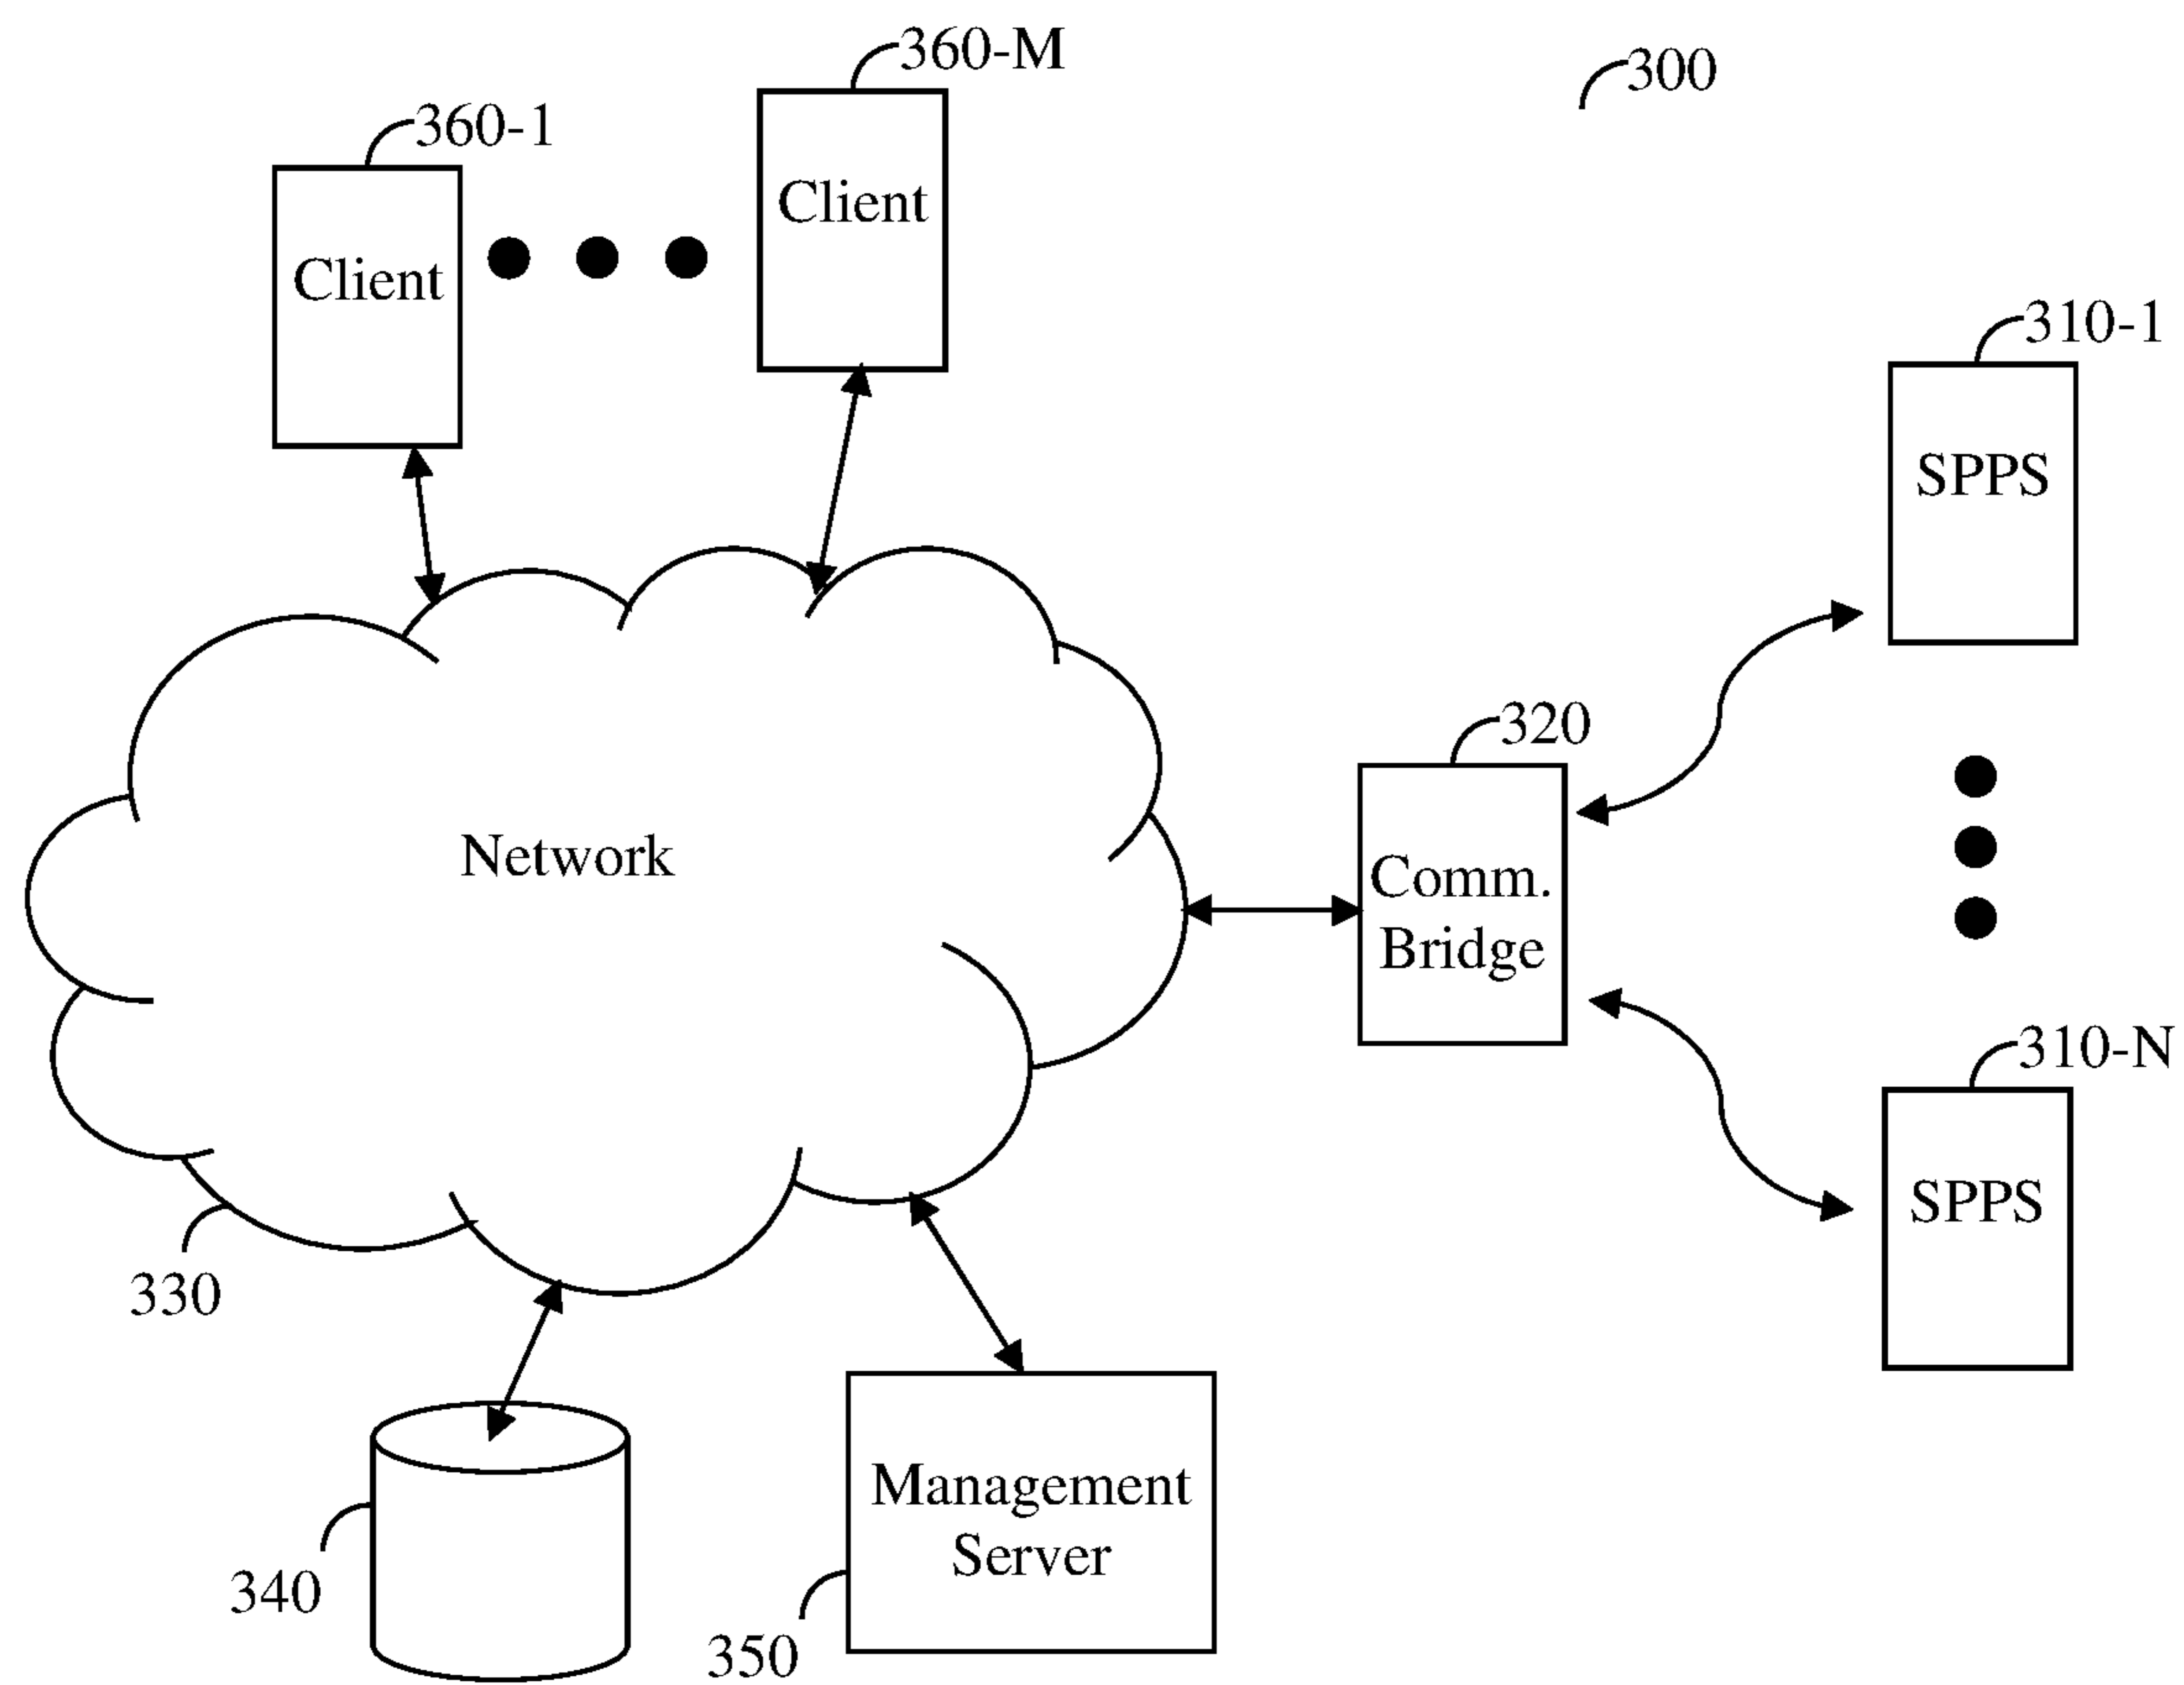 360-M
300
360-1
Client
Client
310-1
SPPS
320
Network
Comm.
Bridge
310-N
SPPS
330
Management
Server
340
350